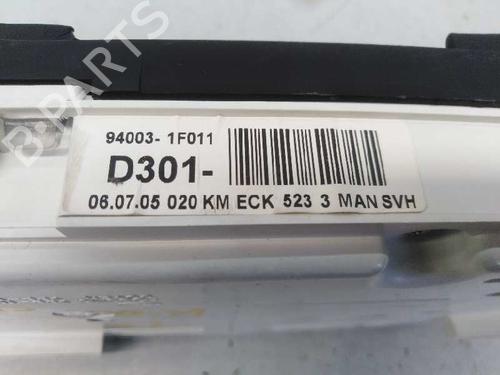 B-PARTS
94003- 1F011
D301-
06.07.05 020 KM ECK 523 3 MAN SVH